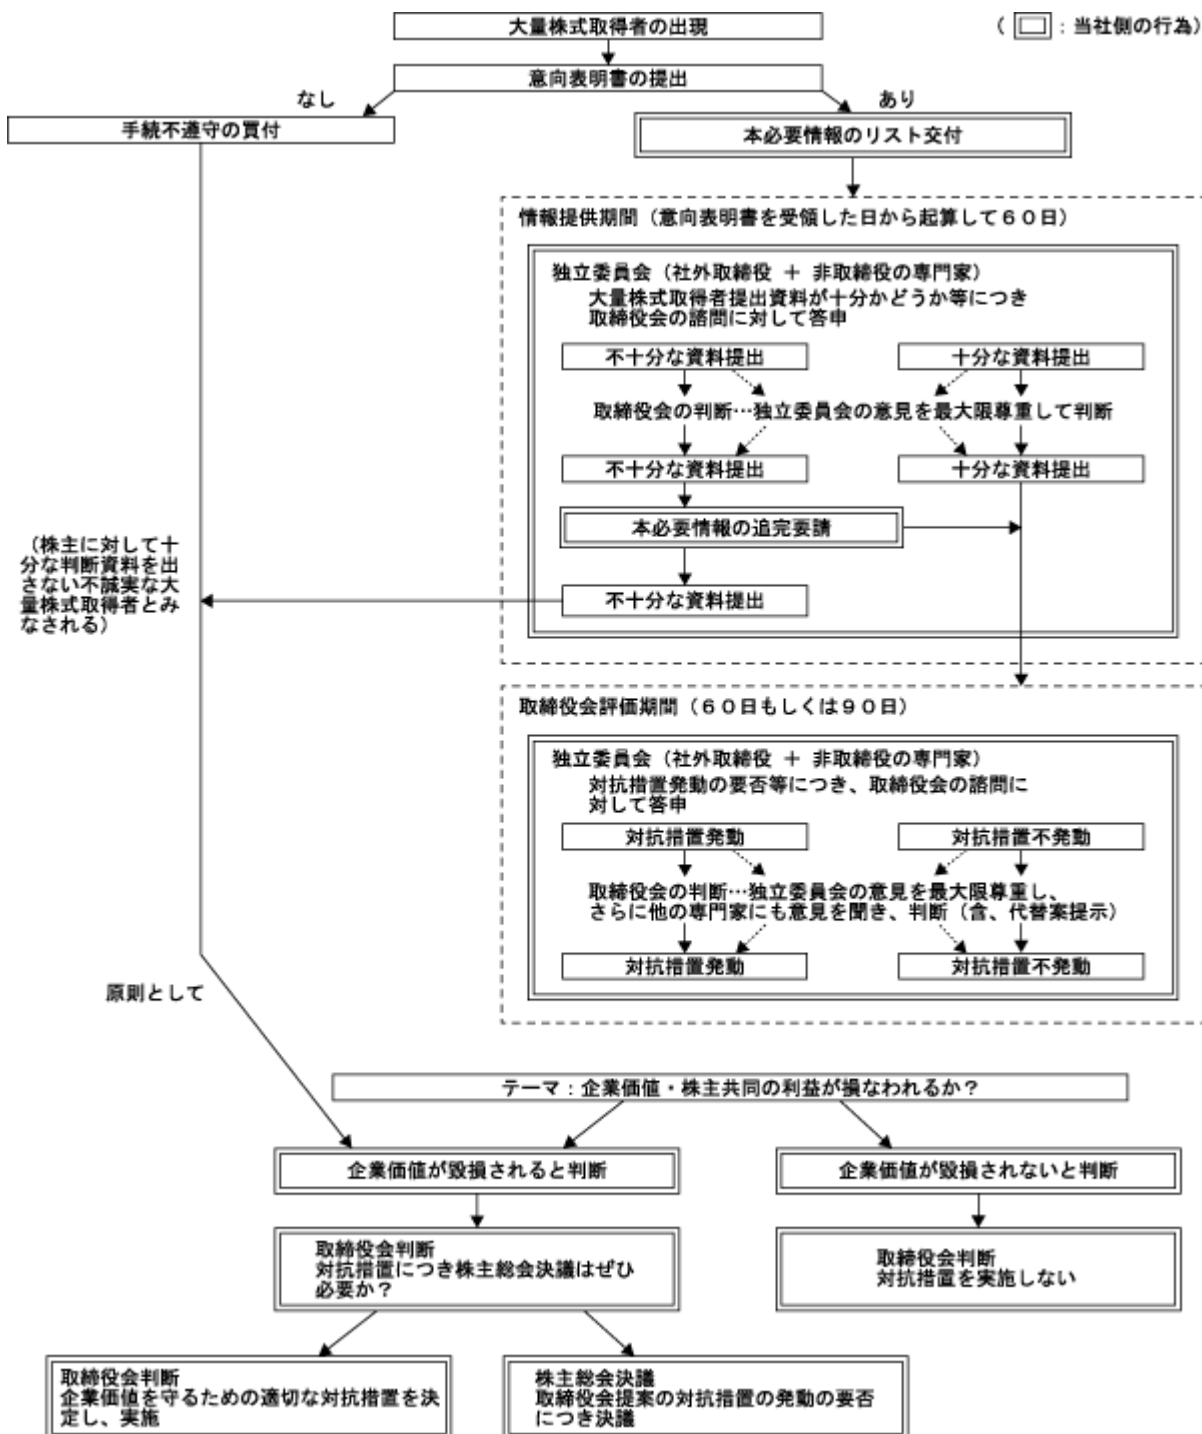 大量株式取得者の出現
（ □ ：当社側の行為）
意向表明書の提出
なし
あり
手続不遵守の買付
本必要情報のリスト交付
情報提供期間（意向表明書を受領した日から起算して６０日）
独立委員会（社外取締役 ＋ 非取締役の専門家）
大量株式取得者提出資料が十分かどうか等につき
取締役会の諮問に対して答申
不十分な資料提出
十分な資料提出
取締役会の判断…独立委員会の意見を最大限尊重して判断
不十分な資料提出
十分な資料提出
本必要情報の追完要請
（株主に対して十
分な判断資料を出
さない不誠実な大
量株式取得者とみ
なされる）
不十分な資料提出
取締役会評価期間（６０日もしくは９０日）
独立委員会（社外取締役 ＋ 非取締役の専門家）
対抗措置発動の要否等につき、取締役会の諮問に
対して答申
対抗措置発動
対抗措置不発動
取締役会の判断…独立委員会の意見を最大限尊重し、
さらに他の専門家にも意見を聞き、判断（含、代替案提示）
対抗措置発動
対抗措置不発動
原則として
テーマ：企業価値・株主共同の利益が損なわれるか？
企業価値が毀損されると判断
企業価値が毀損されないと判断
取締役会判断
対抗措置につき株主総会決議はぜひ
必要か？
取締役会判断
対抗措置を実施しない
取締役会判断
企業価値を守るための適切な対抗措置を決
定し、実施
株主総会決議
取締役会提案の対抗措置の発動の要否
につき決議